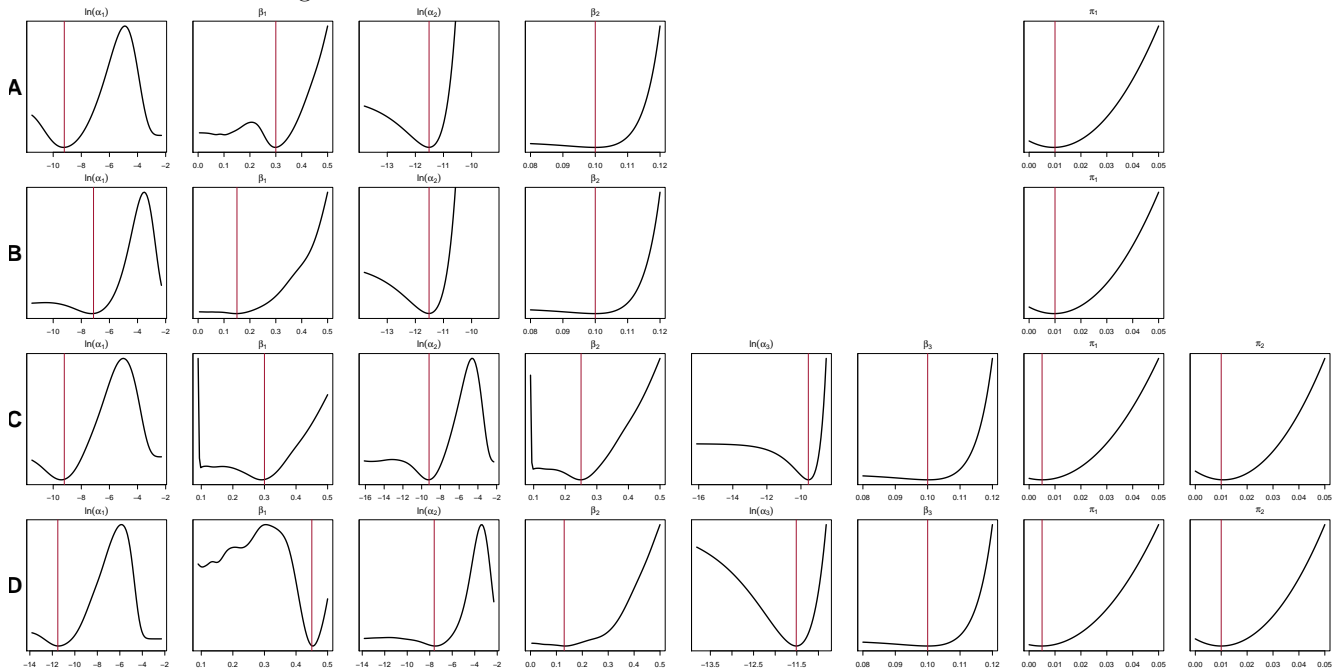 ln(α₁) β₁ ln(α₂) β₂ π₁
A
−10 −8 −6 −4 −2 0.0 0.1 0.2 0.3 0.4 0.5 −13 −12 −11 −10 0.08 0.09 0.10 0.11 0.12 0.00 0.01 0.02 0.03 0.04 0.05
ln(α₁) β₁ ln(α₂) β₂ π₁
B
−10 −8 −6 −4 −2 0.0 0.1 0.2 0.3 0.4 0.5 −13 −12 −11 −10 0.08 0.09 0.10 0.11 0.12 0.00 0.01 0.02 0.03 0.04 0.05
ln(α₁) β₁ ln(α₂) β₂ ln(α₃) β₃ π₁ π₂
C
−10 −8 −6 −4 −2 0.1 0.2 0.3 0.4 0.5 −16 −14 −12 −10 −8 −6 −4 −2 0.1 0.2 0.3 0.4 0.5 −16 −14 −12 −10 0.08 0.09 0.10 0.11 0.12 0.00 0.01 0.02 0.03 0.04 0.05 0.00 0.01 0.02 0.03 0.04 0.05
ln(α₁) β₁ ln(α₂) β₂ ln(α₃) β₃ π₁ π₂
D
−14 −12 −10 −8 −6 −4 −2 0.1 0.2 0.3 0.4 0.5 −14 −12 −10 −8 −6 −4 −2 0.0 0.1 0.2 0.3 0.4 0.5 −13.5 −12.5 −11.5 0.08 0.09 0.10 0.11 0.12 0.00 0.01 0.02 0.03 0.04 0.05 0.00 0.01 0.02 0.03 0.04 0.05